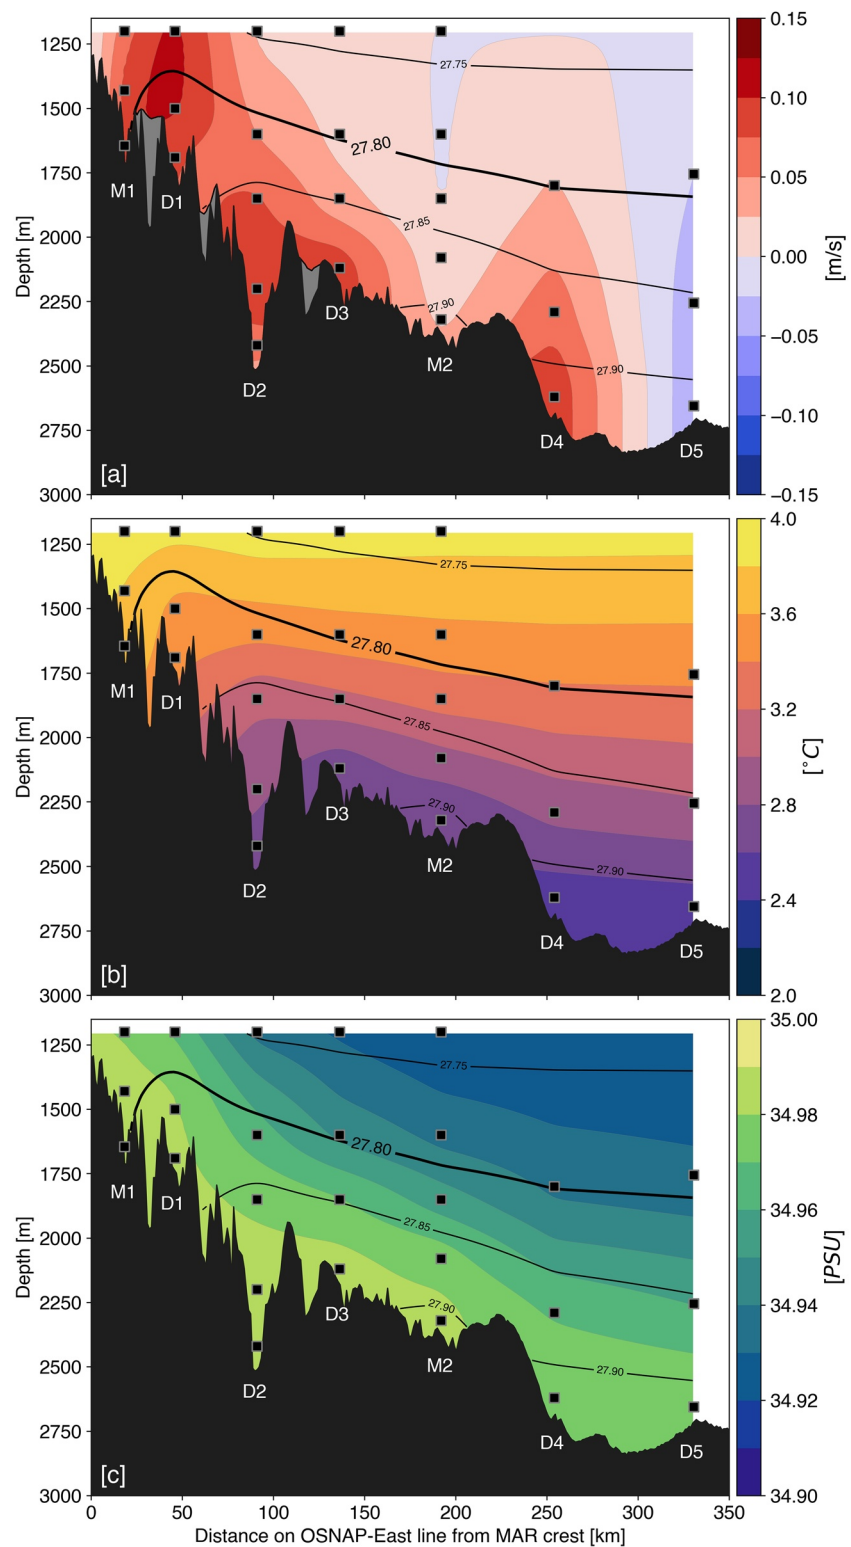 Depth [m]
1250
1500
1750
2000
2250
2500
2750
3000
27.75
27.80
27.85
27.90
27.90
M1
D1
D2
D3
M2
D4
D5
[a]
0.15
0.10
0.05
0.00
−0.05
−0.10
−0.15
[m/s]
Depth [m]
1250
1500
1750
2000
2250
2500
2750
3000
27.75
27.80
27.85
27.90
27.90
M1
D1
D2
D3
M2
D4
D5
[b]
4.0
3.6
3.2
2.8
2.4
2.0
[°C]
Depth [m]
1250
1500
1750
2000
2250
2500
2750
3000
27.75
27.80
27.85
27.90
27.90
M1
D1
D2
D3
M2
D4
D5
[c]
35.00
34.98
34.96
34.94
34.92
34.90
[PSU]
0 50 100 150 200 250 300 350
Distance on OSNAP-East line from MAR crest [km]